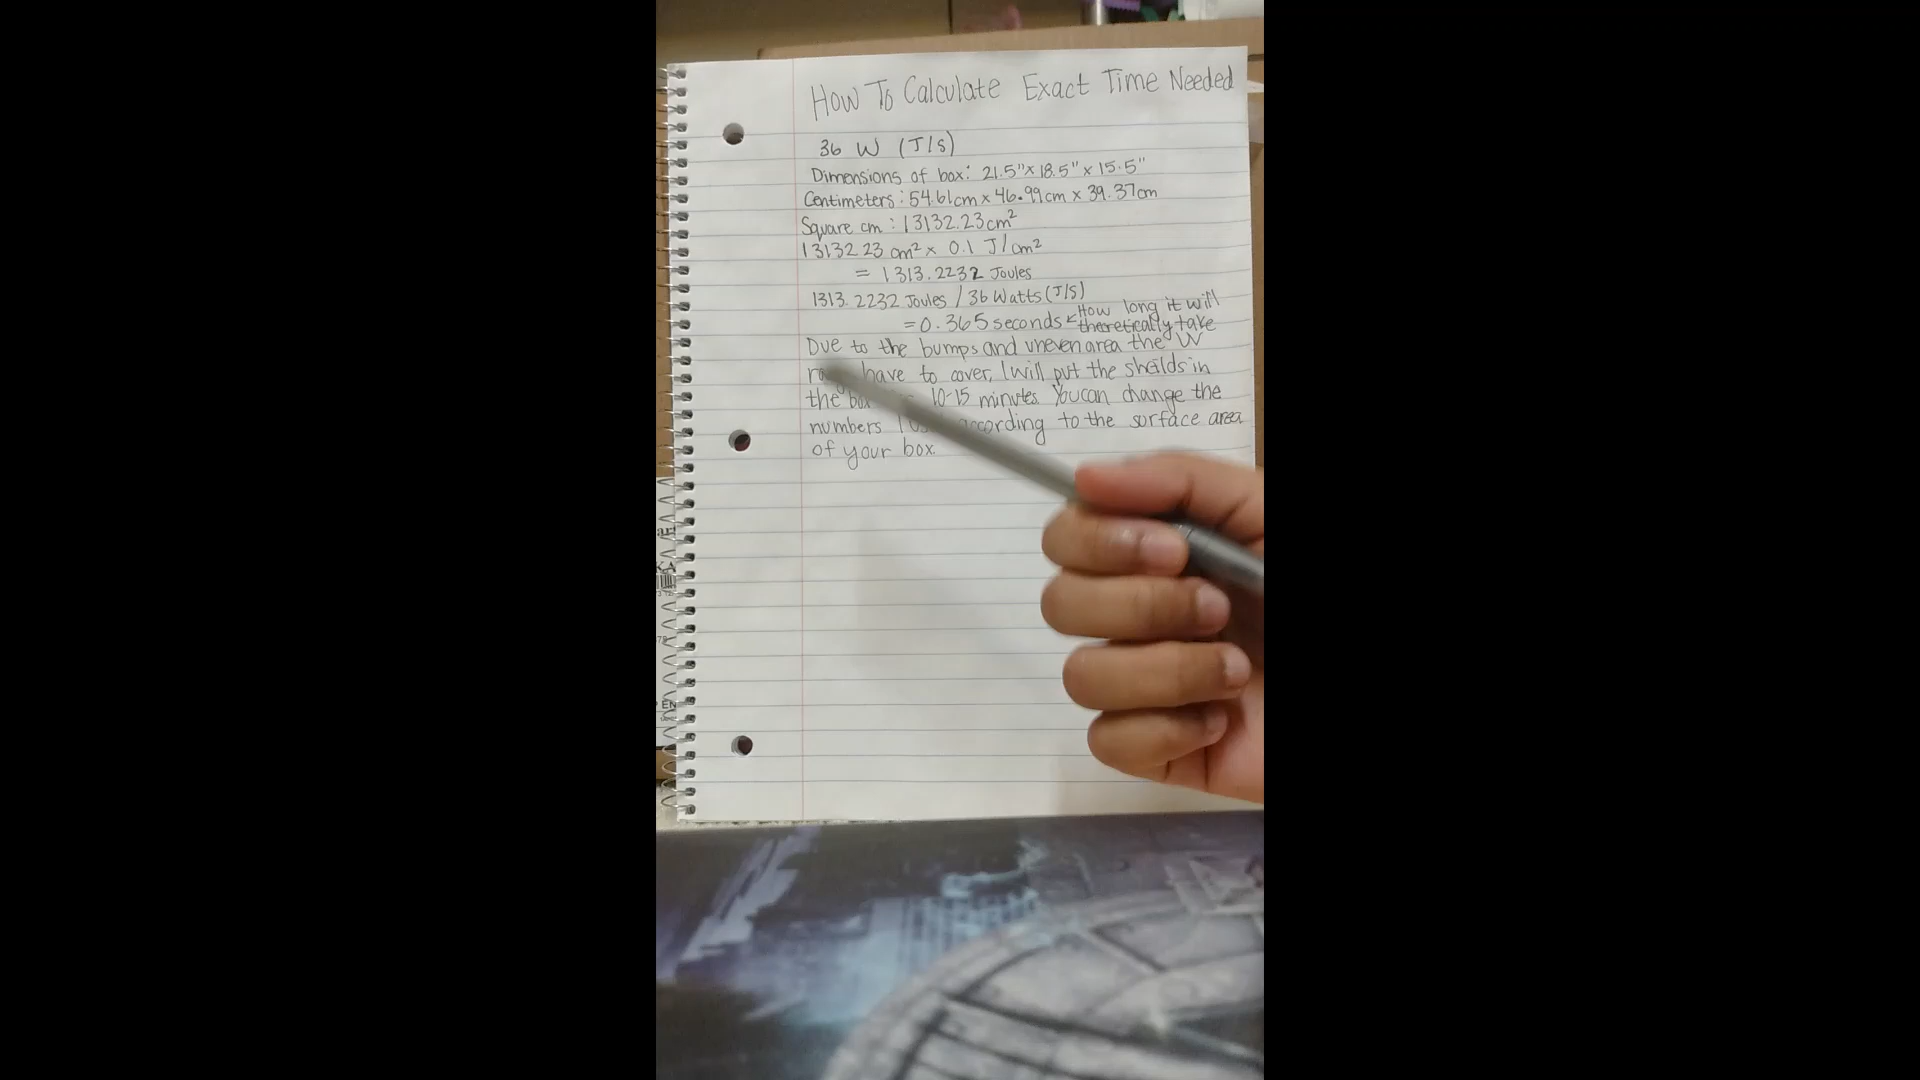 How To Calculate Exact Time Needed
36 W (J/s)
Dimensions of box: 21.5" x 18.5" x 15.5"
Centimeters: 54.61cm x 46.99cm x 39.37cm
Square cm: 13132.23cm²
13132.23 cm² x 0.1 J/cm²
= 1313.2232 Joules
1313.2232 Joules / 36 Watts (J/s)
= 0.365 seconds ← How long it will
theretically take
Due to the bumps and uneven area the UV
have to cover, I will put the sheilds in
the box 10-15 minutes. You can change the
numbers I according to the surface area
of your box.